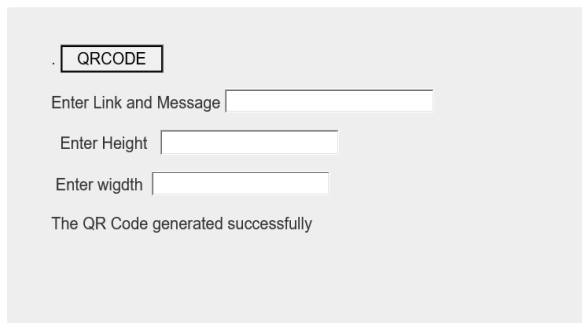 . QRCODE
Enter Link and Message
Enter Height
Enter wigdth
The QR Code generated successfully